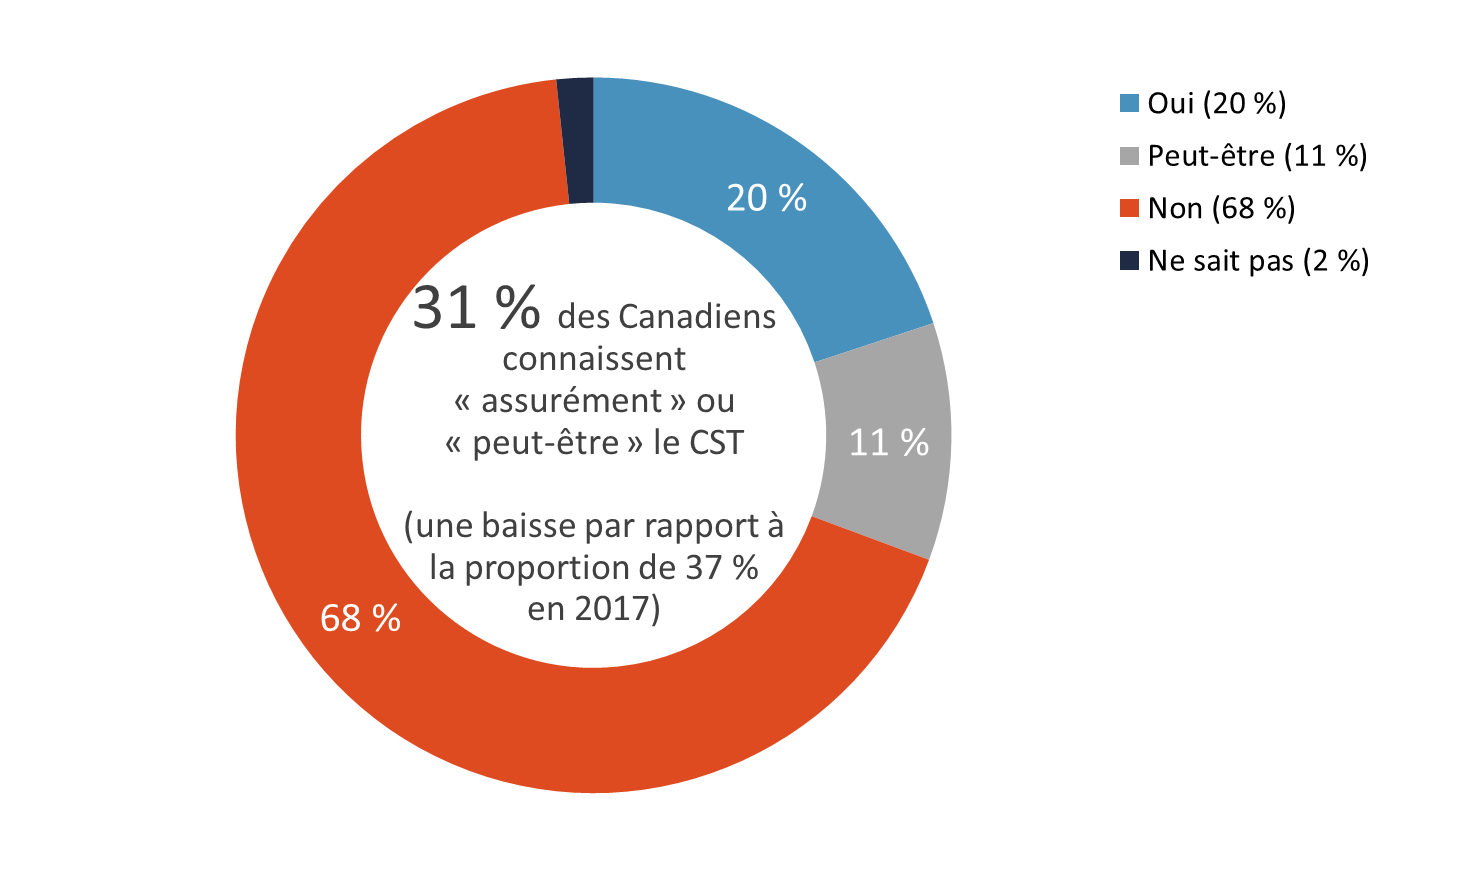 Oui (20 %)
Peut-être (11 %)
Non (68 %)
Ne sait pas (2 %)
20 %
11 %
68 %
31 % des Canadiens
connaissent
« assurément » ou
« peut-être » le CST
(une baisse par rapport à
la proportion de 37 %
en 2017)